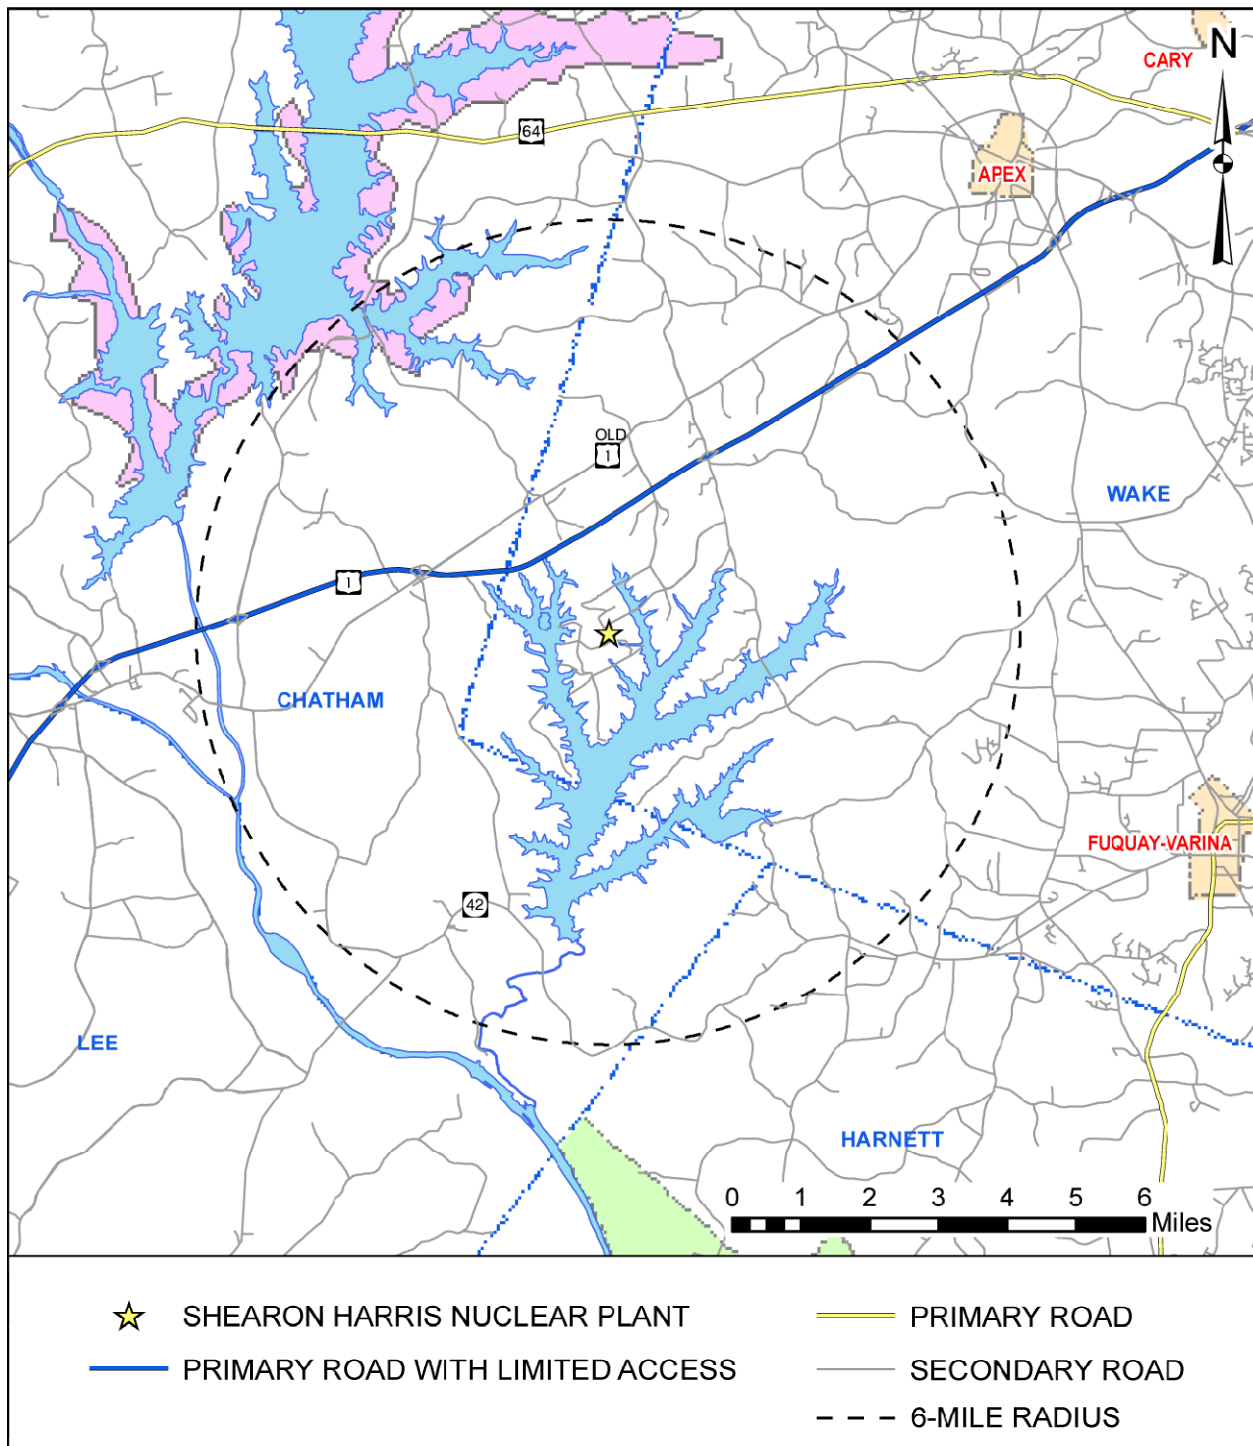 CARY
N
64
APEX
OLD
1
WAKE
1
CHATHAM
FUQUAY-VARINA
42
LEE
HARNETT
0 1 2 3 4 5 6
Miles
SHEARON HARRIS NUCLEAR PLANT
PRIMARY ROAD
PRIMARY ROAD WITH LIMITED ACCESS
SECONDARY ROAD
6-MILE RADIUS